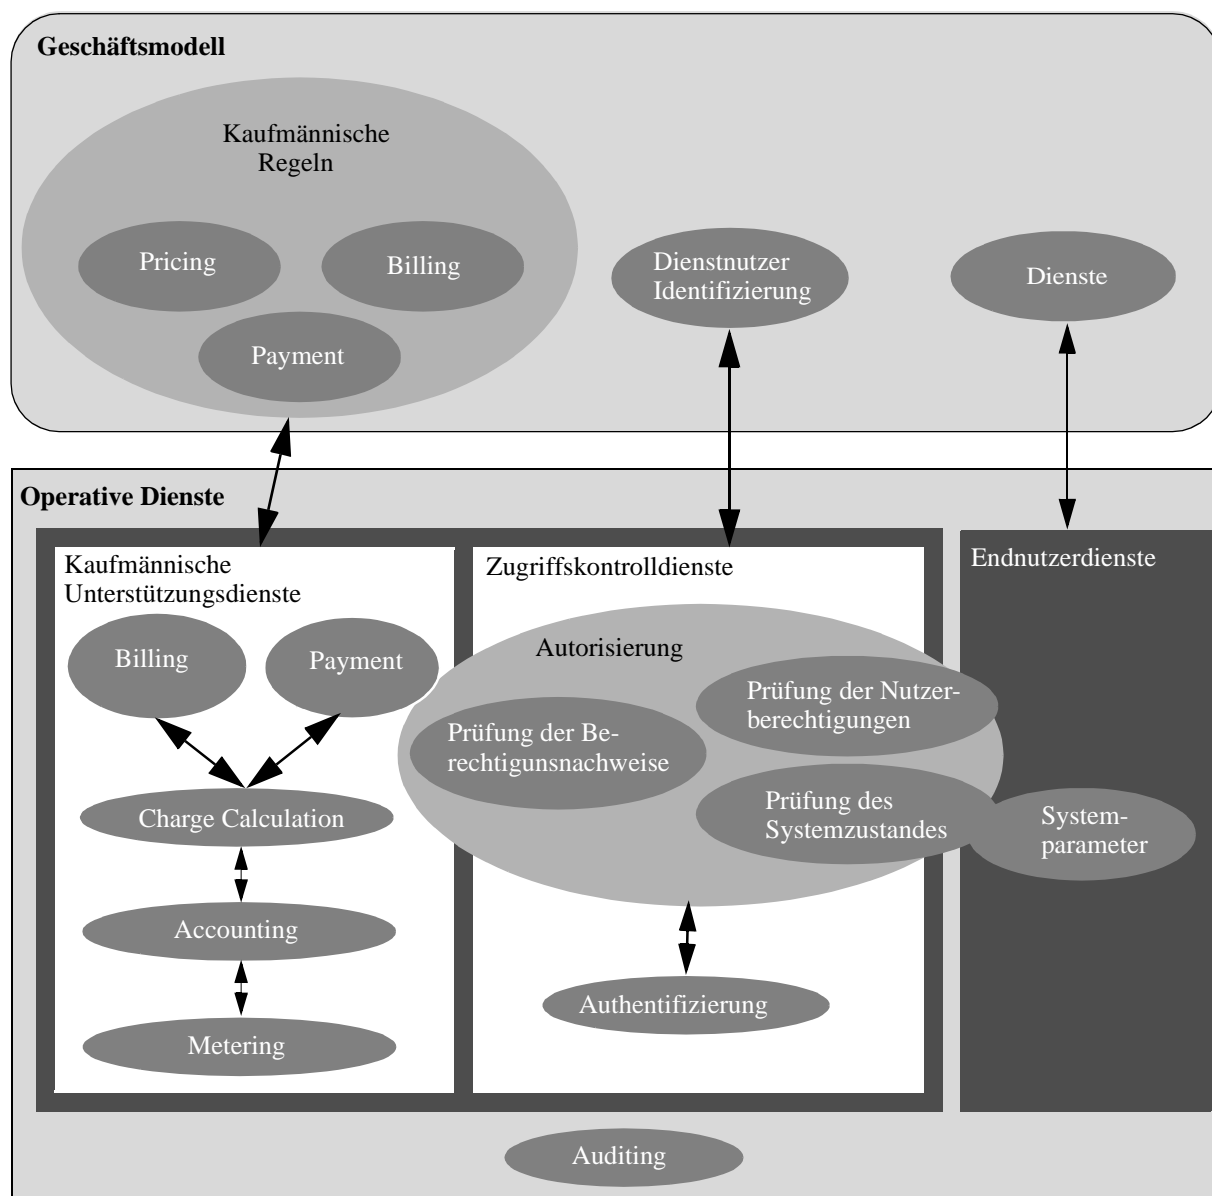 Geschäftsmodell
Kaufmännische
Regeln
Pricing
Billing
Payment
Dienstnutzer
Identifizierung
Dienste
Operative Dienste
Kaufmännische
Unterstützungsdienste
Billing
Payment
Charge Calculation
Accounting
Metering
Zugriffskontrolldienste
Autorisierung
Prüfung der Be-
rechtigunsnachweise
Prüfung der Nutzer-
berechtigungen
Prüfung des
Systemzustandes
Authentifizierung
Endnutzerdienste
System-
parameter
Auditing